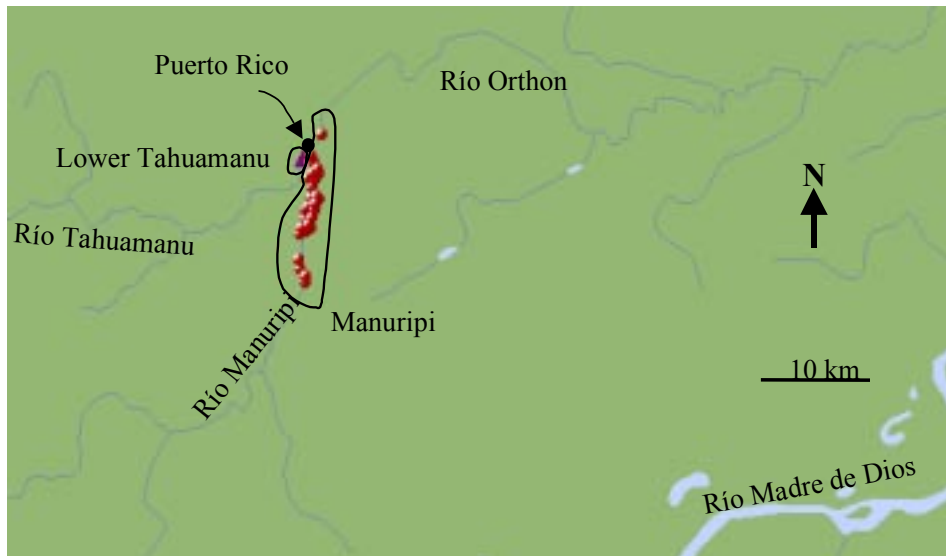 Puerto Rico
Río Orthon
Lower Tahuamanu
N
Río Tahuamanu
Manuripi
Río Manuripi
10 km
Río Madre de Dios